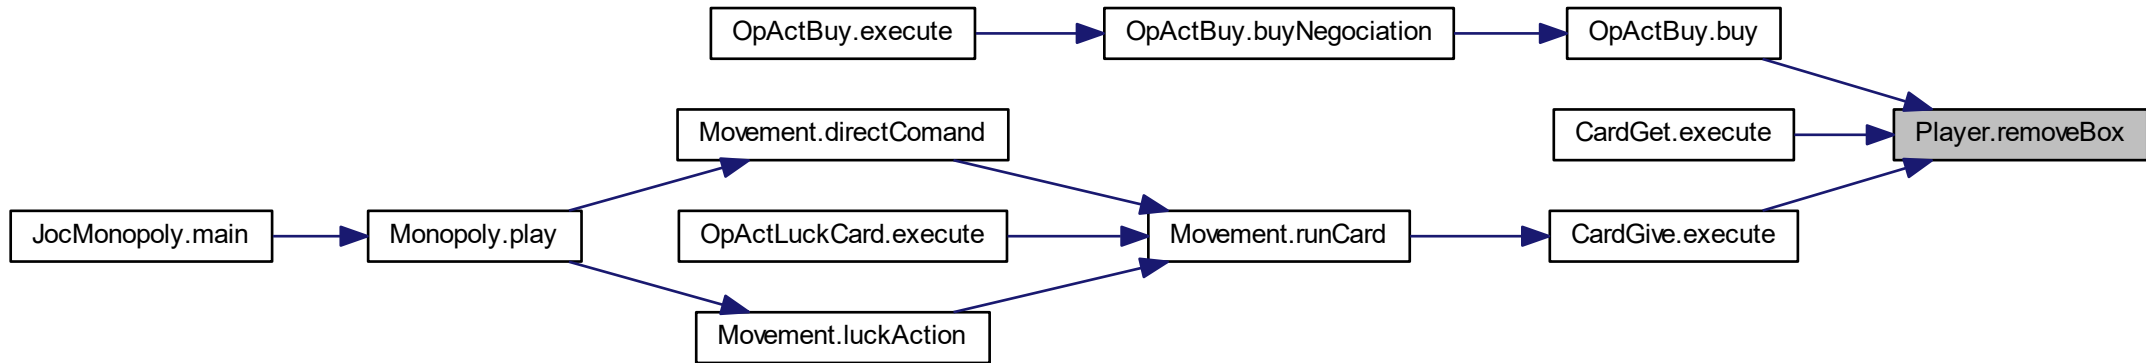 OpActBuy.execute
OpActBuy.buyNegociation
OpActBuy.buy
Movement.directComand
CardGet.execute
Player.removeBox
JocMonopoly.main
Monopoly.play
OpActLuckCard.execute
Movement.runCard
CardGive.execute
Movement.luckAction